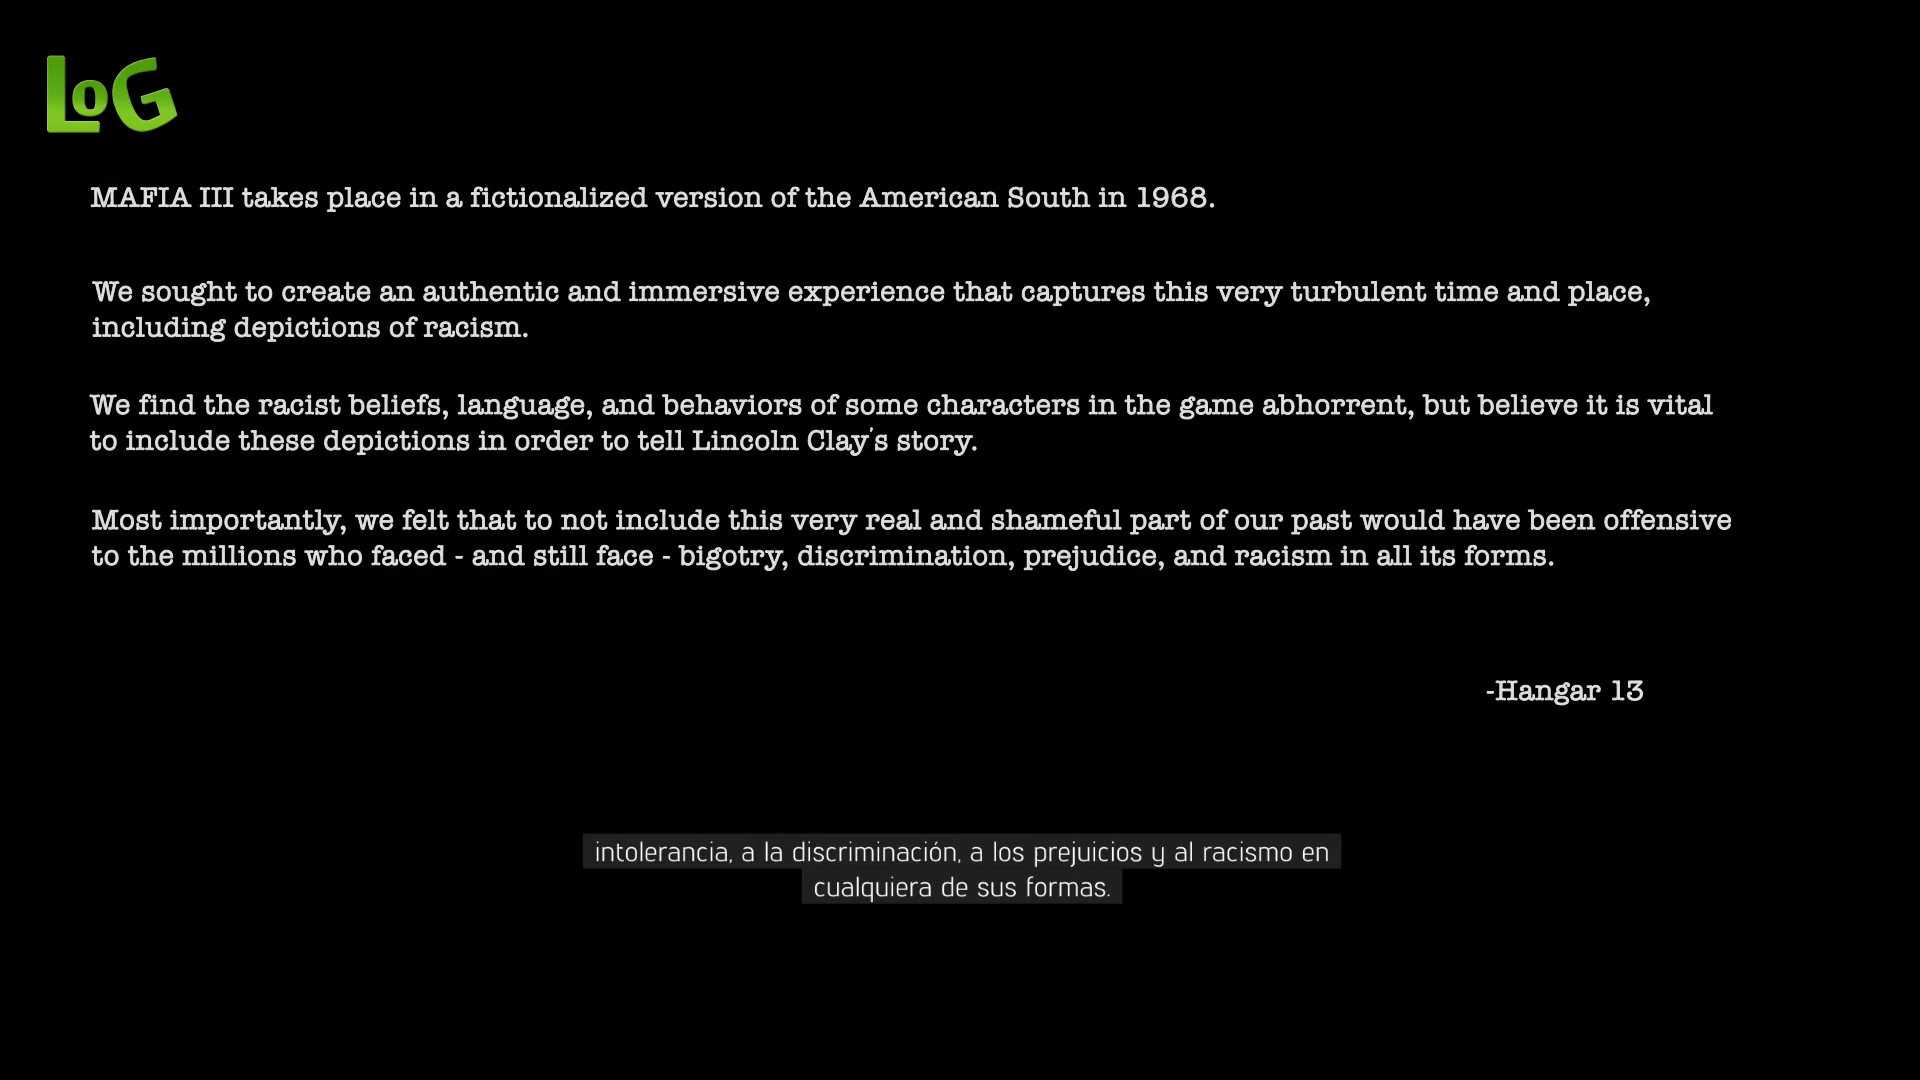 LoG
MAFIA III takes place in a fictionalized version of the American South in 1968.
We sought to create an authentic and immersive experience that captures this very turbulent time and place,
including depictions of racism.
We find the racist beliefs, language, and behaviors of some characters in the game abhorrent, but believe it is vital
to include these depictions in order to tell Lincoln Clay's story.
Most importantly, we felt that to not include this very real and shameful part of our past would have been offensive
to the millions who faced - and still face - bigotry, discrimination, prejudice, and racism in all its forms.
-Hangar 13
intolerancia, a la discriminación, a los prejuicios y al racismo en
cualquiera de sus formas.